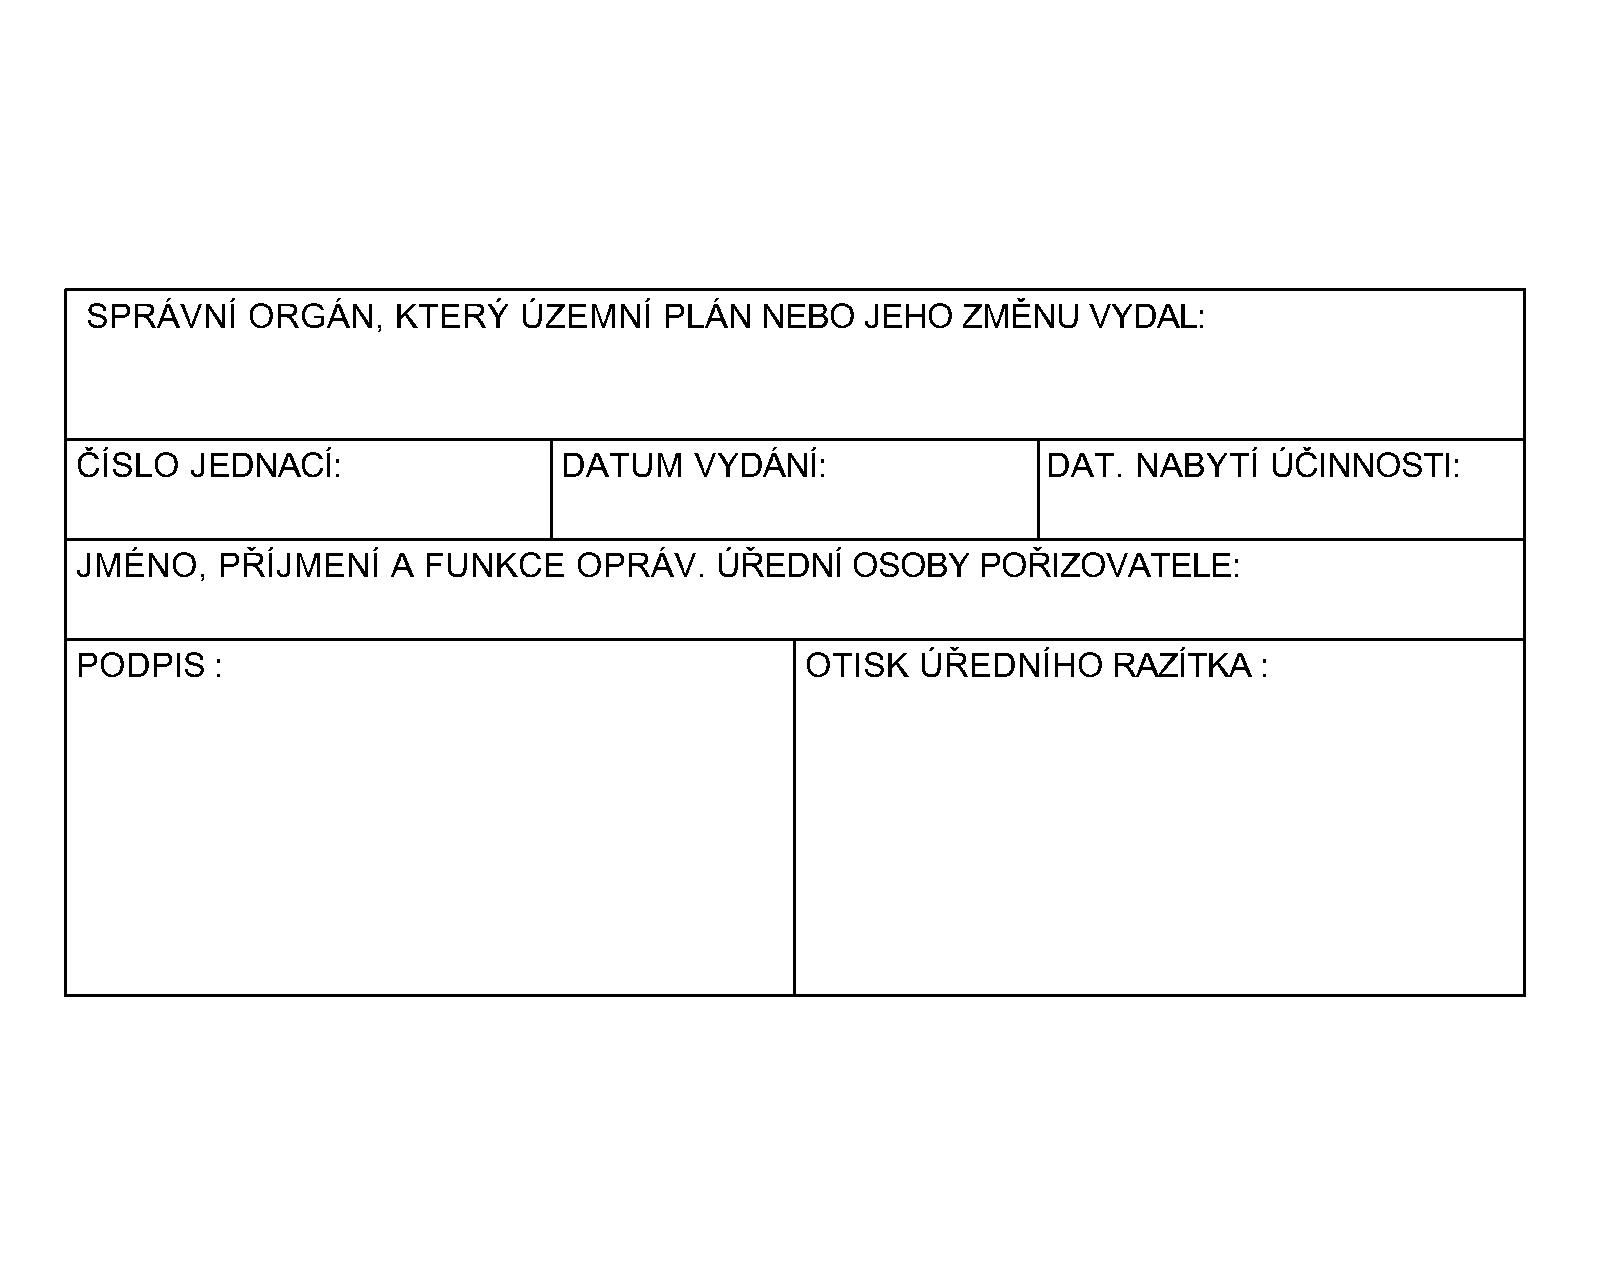 SPRÁVNÍ ORGÁN, KTERÝ ÚZEMNÍ PLÁN NEBO JEHO ZMĚNU VYDAL:
ČÍSLO JEDNACÍ:
DATUM VYDÁNÍ:
DAT. NABYTÍ ÚČINNOSTI:
JMÉNO, PŘÍJMENÍ A FUNKCE OPRÁV. ÚŘEDNÍ OSOBY POŘIZOVATELE:
PODPIS :
OTISK ÚŘEDNÍHO RAZÍTKA :